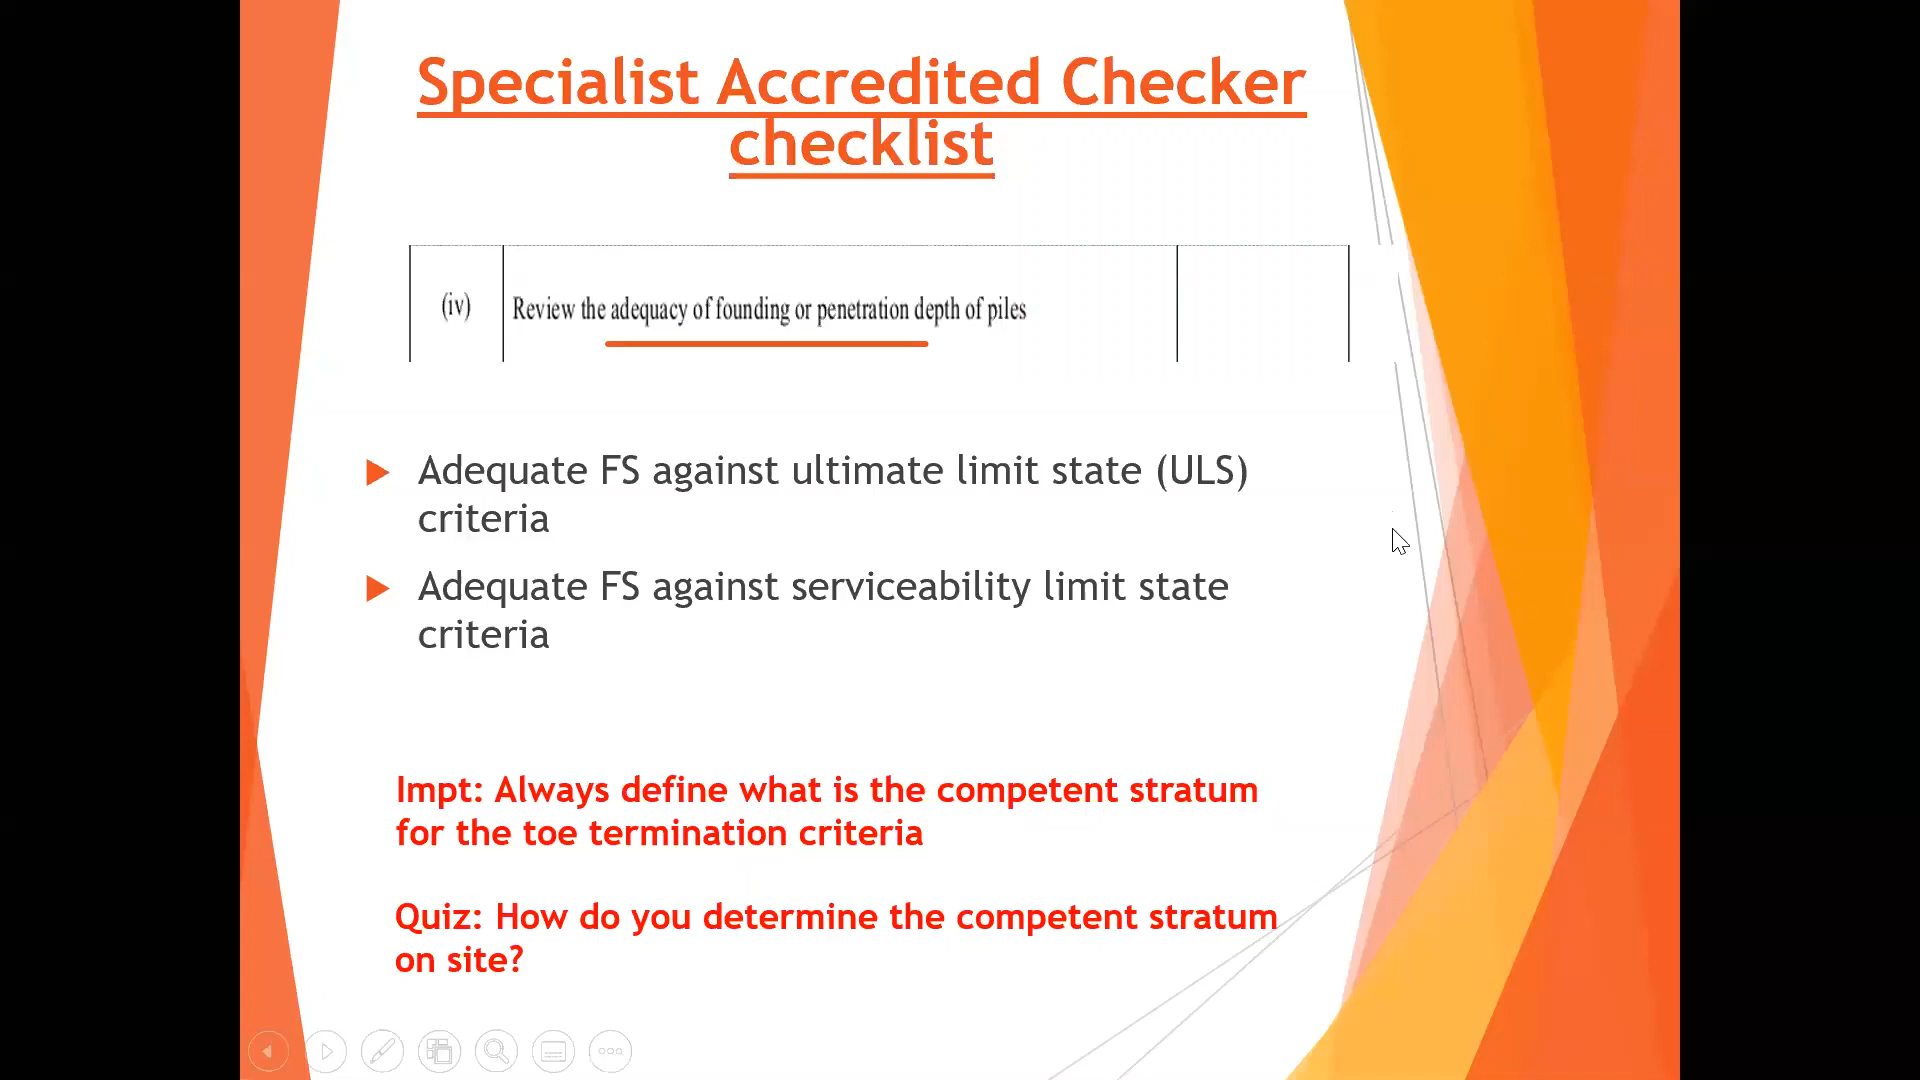 Specialist Accredited Checker
checklist
(iv) Review the adequacy of founding or penetration depth of piles
Adequate FS against ultimate limit state (ULS)
criteria
Adequate FS against serviceability limit state
criteria
Impt: Always define what is the competent stratum
for the toe termination criteria
Quiz: How do you determine the competent stratum
on site?